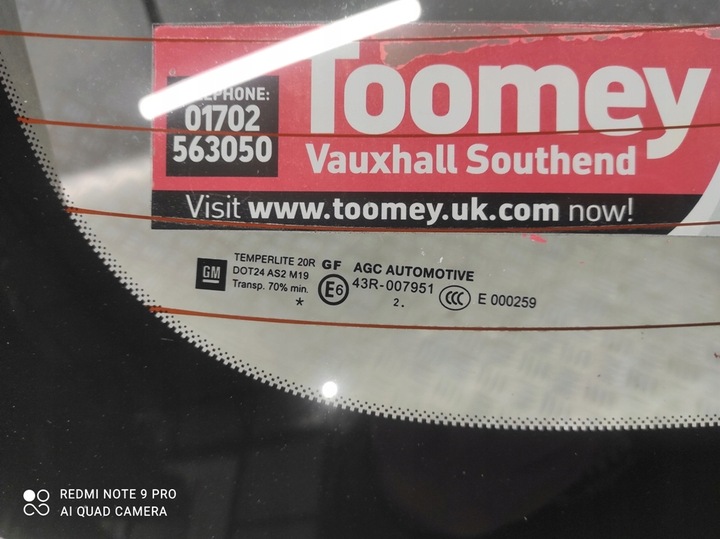 PHONE:
01702
563050
Toomey
Vauxhall Southend
Visit www.toomey.uk.com now!
GM
TEMPERLITE 20R GF AGC AUTOMOTIVE
DOT24 AS2 M19
Transp. 70% min. E6 43R-007951 CCC E 000259
* 2.
REDMI NOTE 9 PRO
AI QUAD CAMERA